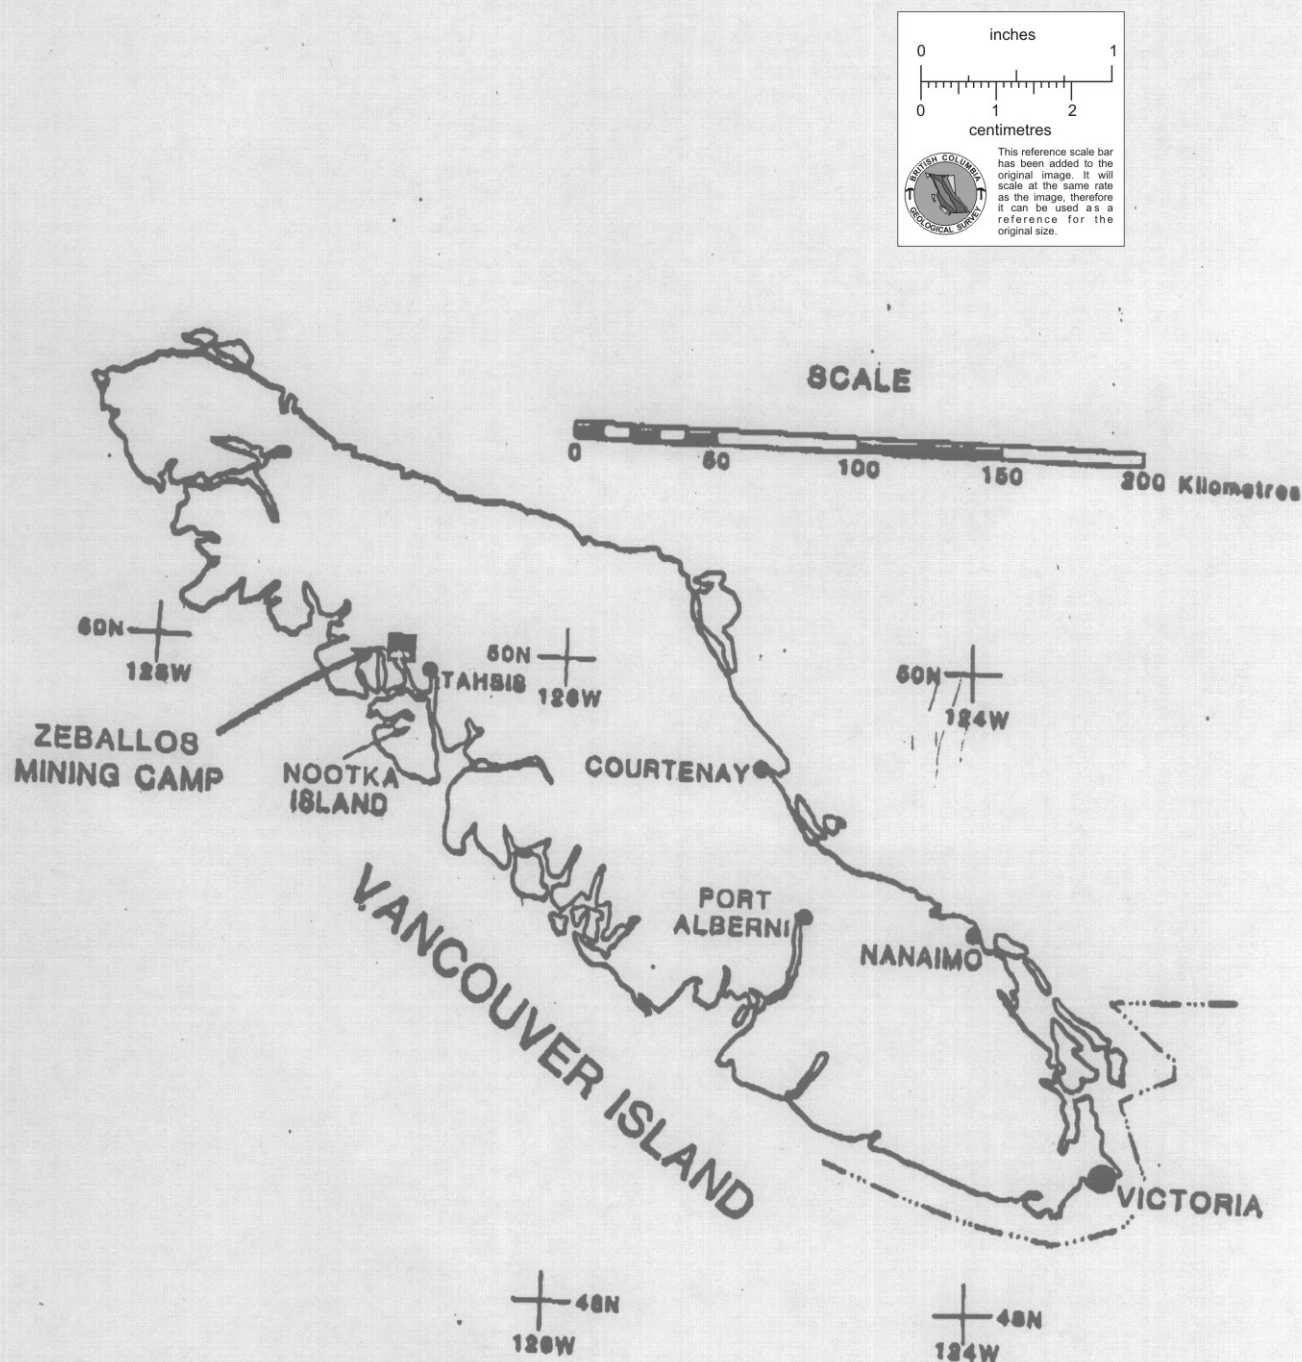 inches
0 1
0 1 2
centimetres
BRITISH COLUMBIA
GEOLOGICAL SURVEY
This reference scale bar
has been added to the
original image. It will
scale at the same rate
as the image, therefore
it can be used as a
reference for the
original size.
SCALE
0 50 100 150 200 Kilometres
50N
128W
50N
126W
50N
124W
TAHSIS
ZEBALLOS
MINING CAMP
NOOTKA
ISLAND
COURTENAY
PORT
ALBERNI
NANAIMO
VANCOUVER ISLAND
VICTORIA
48N
126W
48N
124W